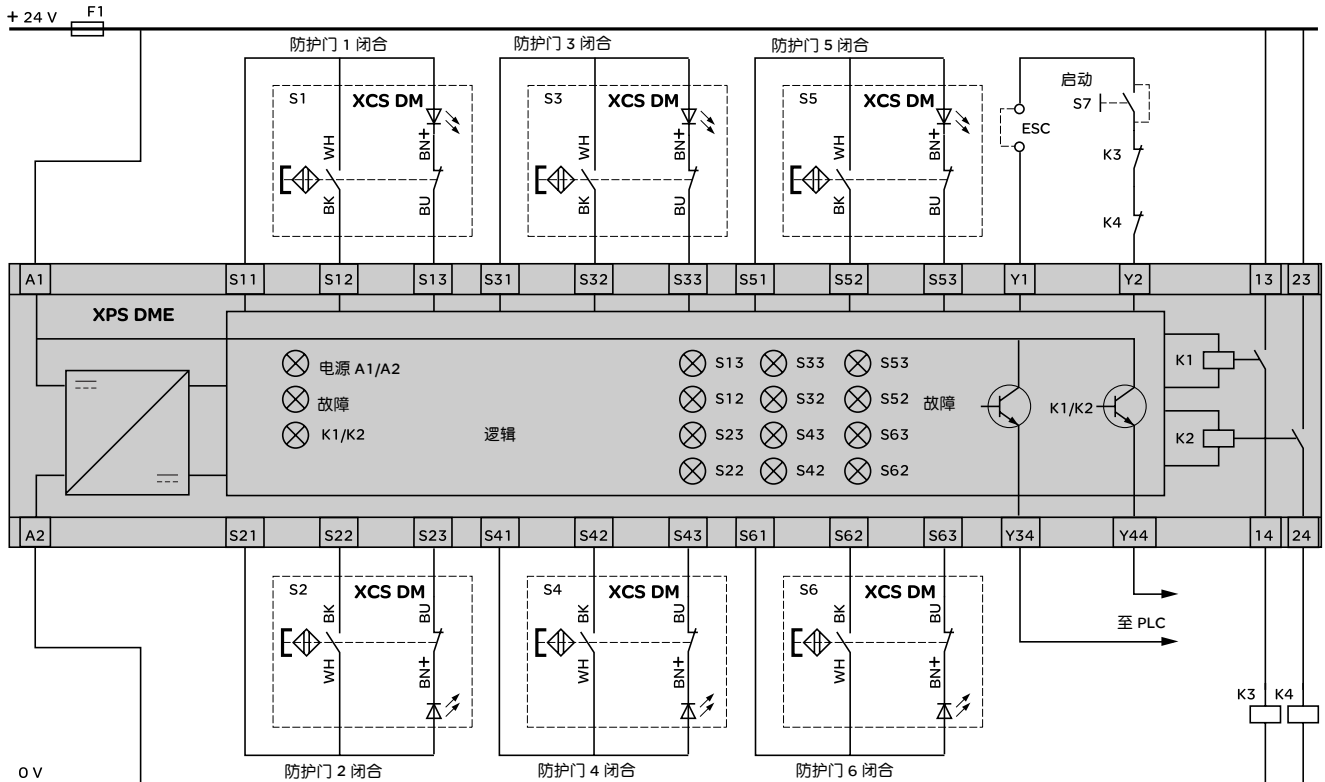 + 24 V
F1
防护门 1 闭合
防护门 3 闭合
防护门 5 闭合
S1
XCS DM
WH
BN+
BK
BU
S3
XCS DM
WH
BN+
BK
BU
S5
XCS DM
WH
BN+
BK
BU
启动
S7
ESC
K3
K4
A1
S11
S12
S13
S31
S32
S33
S51
S52
S53
Y1
Y2
13
23
XPS DME
电源 A1/A2
故障
K1/K2
逻辑
S13
S33
S53
S12
S32
S52
S23
S43
S63
S22
S42
S62
故障
K1/K2
K1
K2
A2
S21
S22
S23
S41
S42
S43
S61
S62
S63
Y34
Y44
14
24
S2
XCS DM
BK
BU
WH
BN+
S4
XCS DM
BK
BU
WH
BN+
S6
XCS DM
BK
BU
WH
BN+
至 PLC
K3
K4
0 V
防护门 2 闭合
防护门 4 闭合
防护门 6 闭合